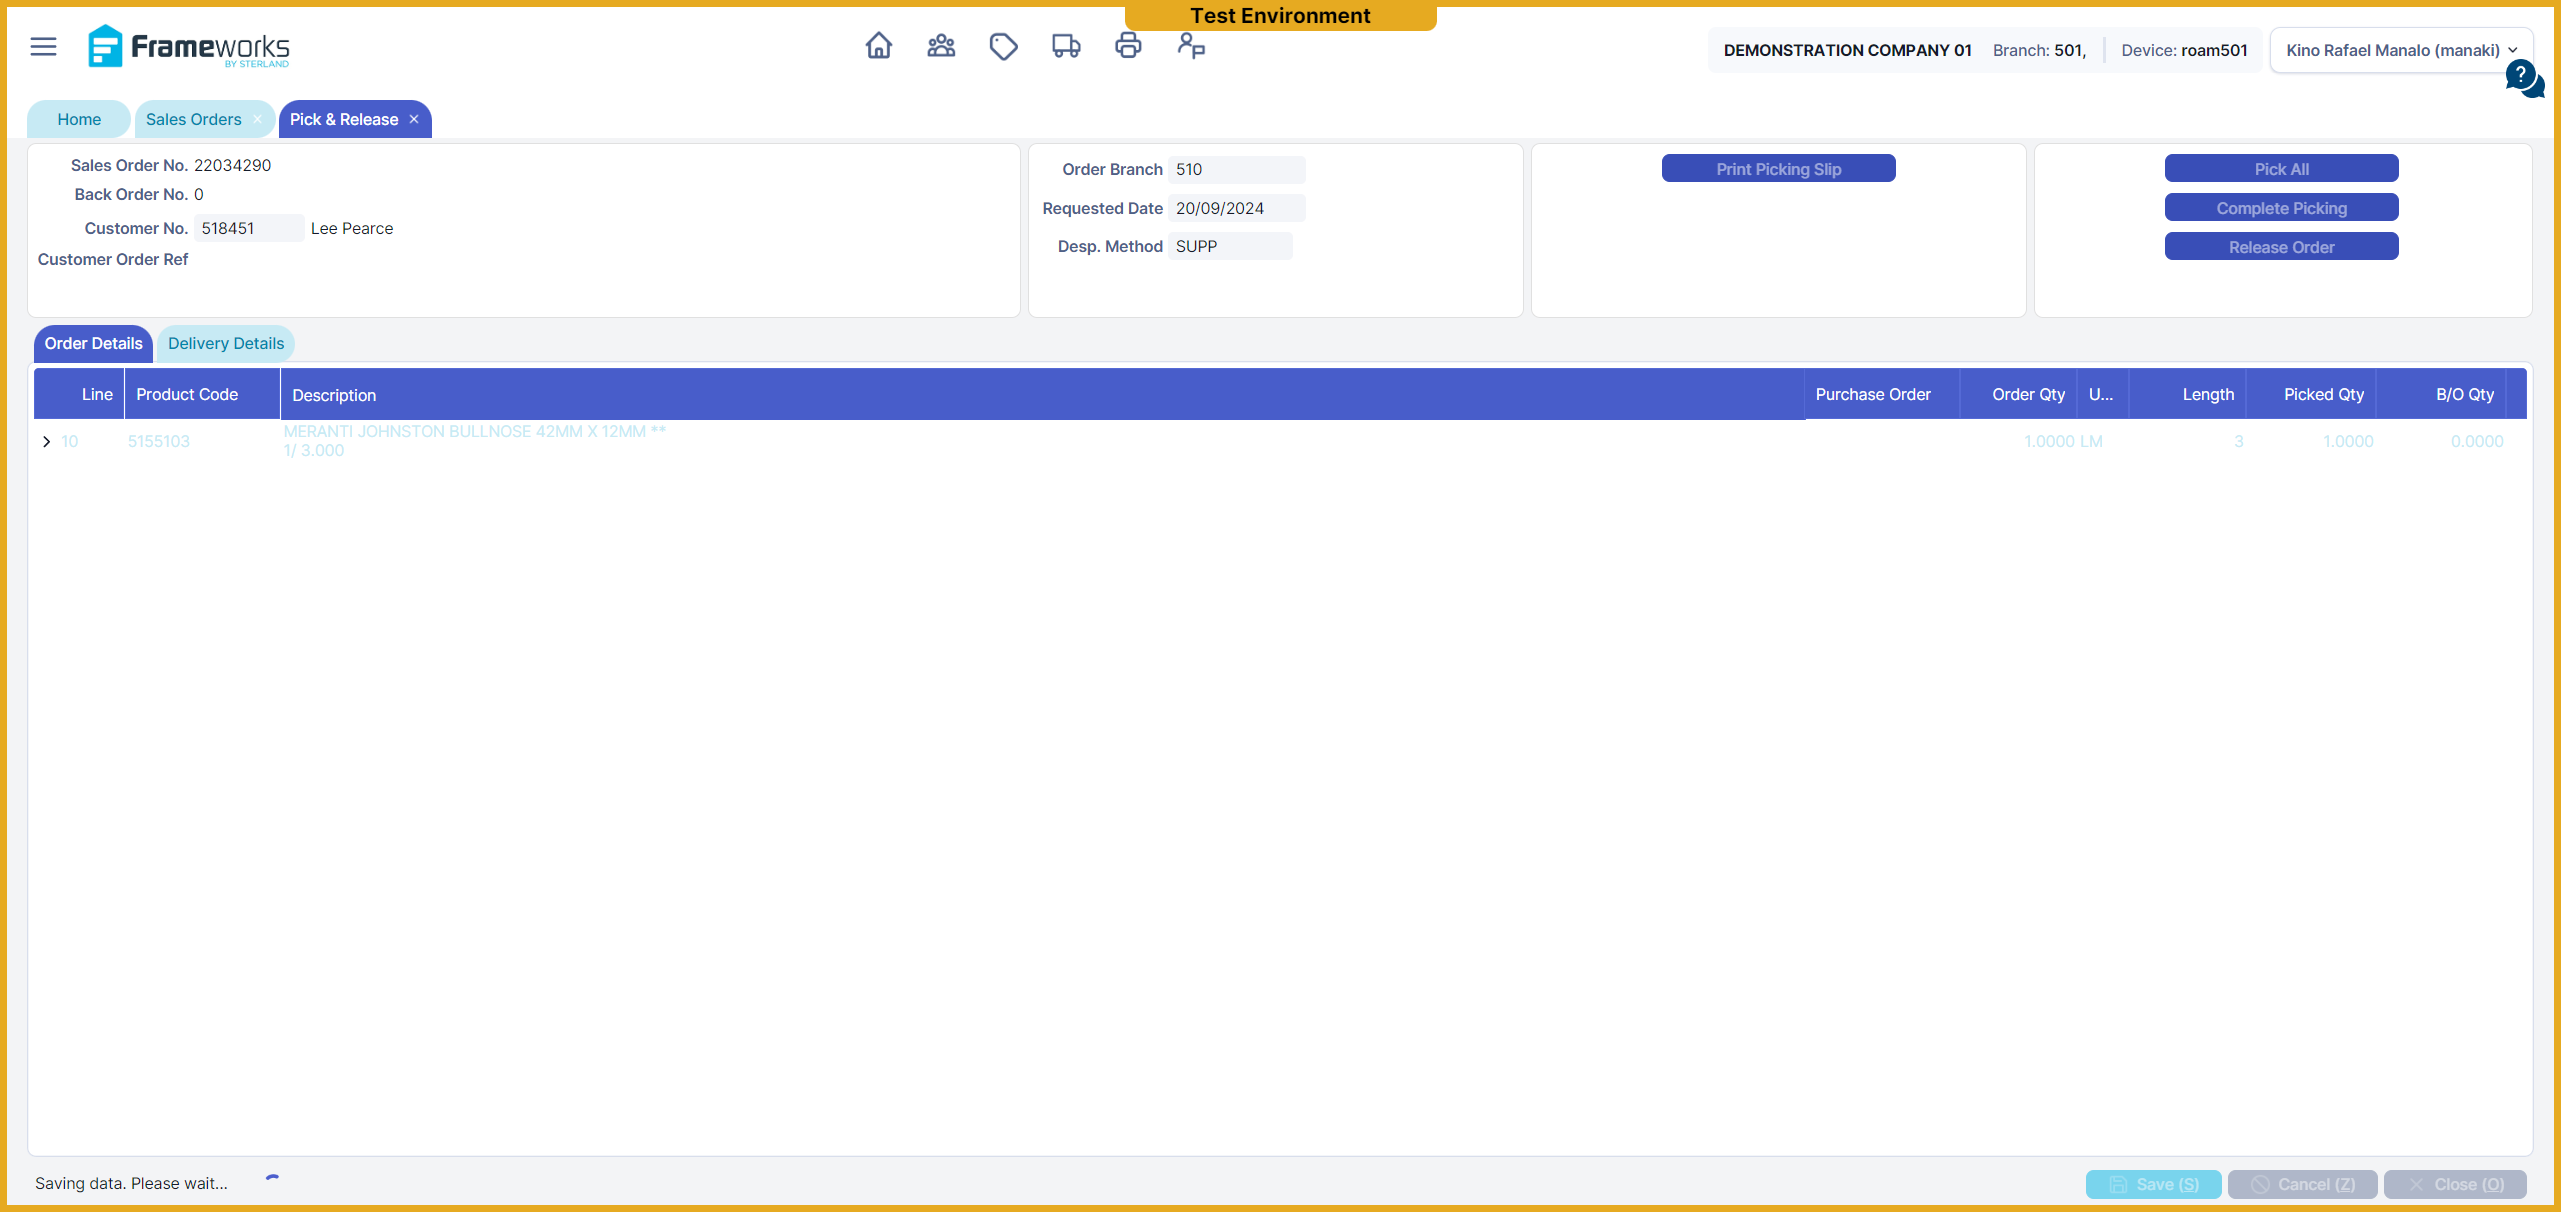 Test Environment
Frameworks
BY STERLAND
DEMONSTRATION COMPANY 01 Branch: 501, Device: roam501 Kino Rafael Manalo (manaki)
?
Home Sales Orders × Pick & Release ×
Sales Order No. 22034290
Back Order No. 0
Customer No. 518451 Lee Pearce
Customer Order Ref
Order Branch 510
Requested Date 20/09/2024
Desp. Method SUPP
Print Picking Slip
Pick All
Complete Picking
Release Order
Order Details Delivery Details
Line Product Code Description Purchase Order Order Qty U... Length Picked Qty B/O Qty
10 5155103 MERANTI JOHNSTON BULLNOSE 42MM X 12MM ** 1.0000 LM 3 1.0000 0.0000
1/ 3.000
Saving data. Please wait... Save (S) Cancel (Z) Close (O)